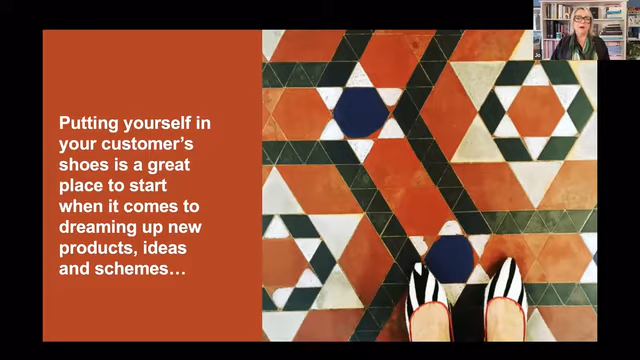 Putting yourself in
your customer's
shoes is a great
place to start
when it comes to
dreaming up new
products, ideas
and schemes…
Jo